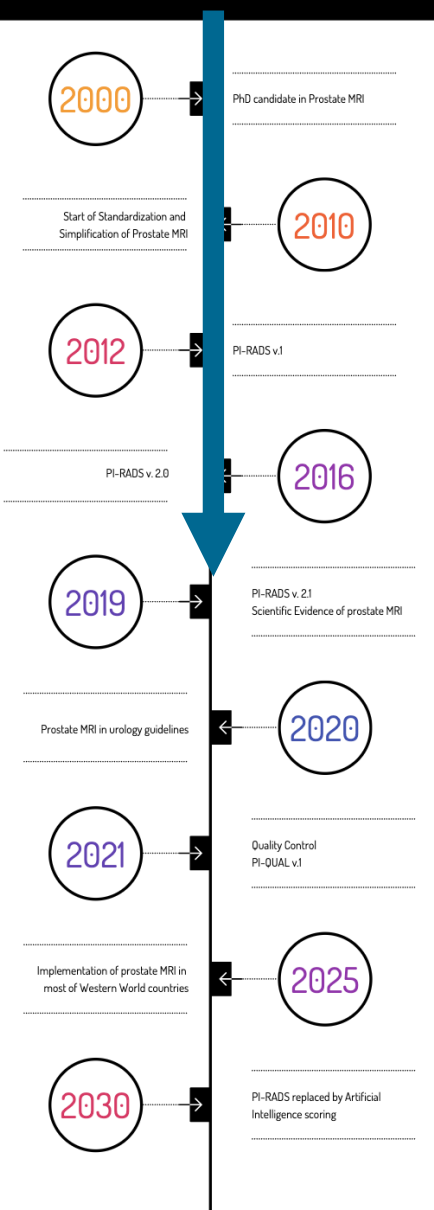 2000
PhD candidate in Prostate MRI
Start of Standardization and
Simplification of Prostate MRI
2010
2012
PI-RADS v.1
PI-RADS v. 2.0
2016
2019
PI-RADS v. 2.1
Scientific Evidence of prostate MRI
Prostate MRI in urology guidelines
2020
2021
Quality Control
PI-QUAL v.1
Implementation of prostate MRI in
most of Western World countries
2025
2030
PI-RADS replaced by Artificial
Intelligence scoring